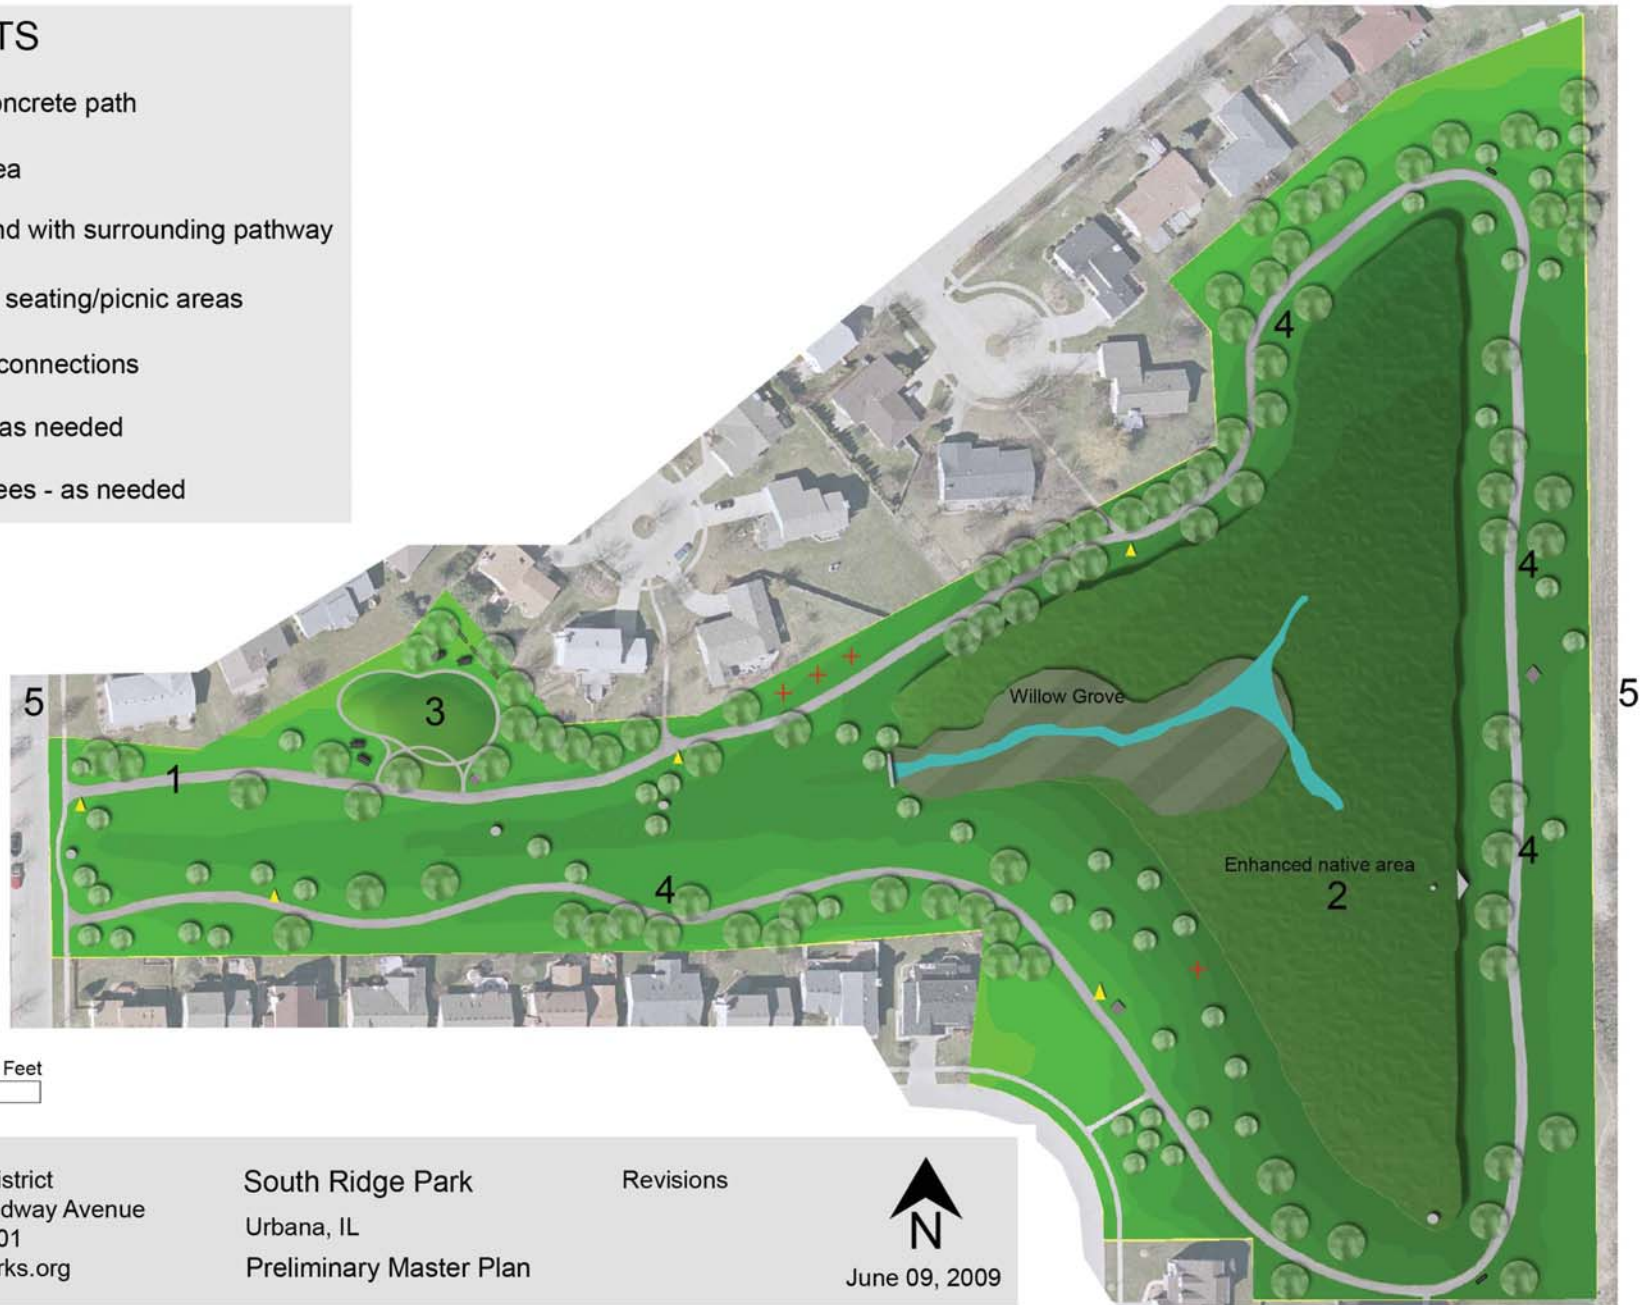 TS
oncrete path
ea
nd with surrounding pathway
seating/picnic areas
connections
as needed
ees - as needed
4
4
5
3
Willow Grove
5
1
4
Enhanced native area
4
2
Feet
istrict
dway Avenue
01
rks.org
South Ridge Park
Urbana, IL
Preliminary Master Plan
Revisions
N
June 09, 2009